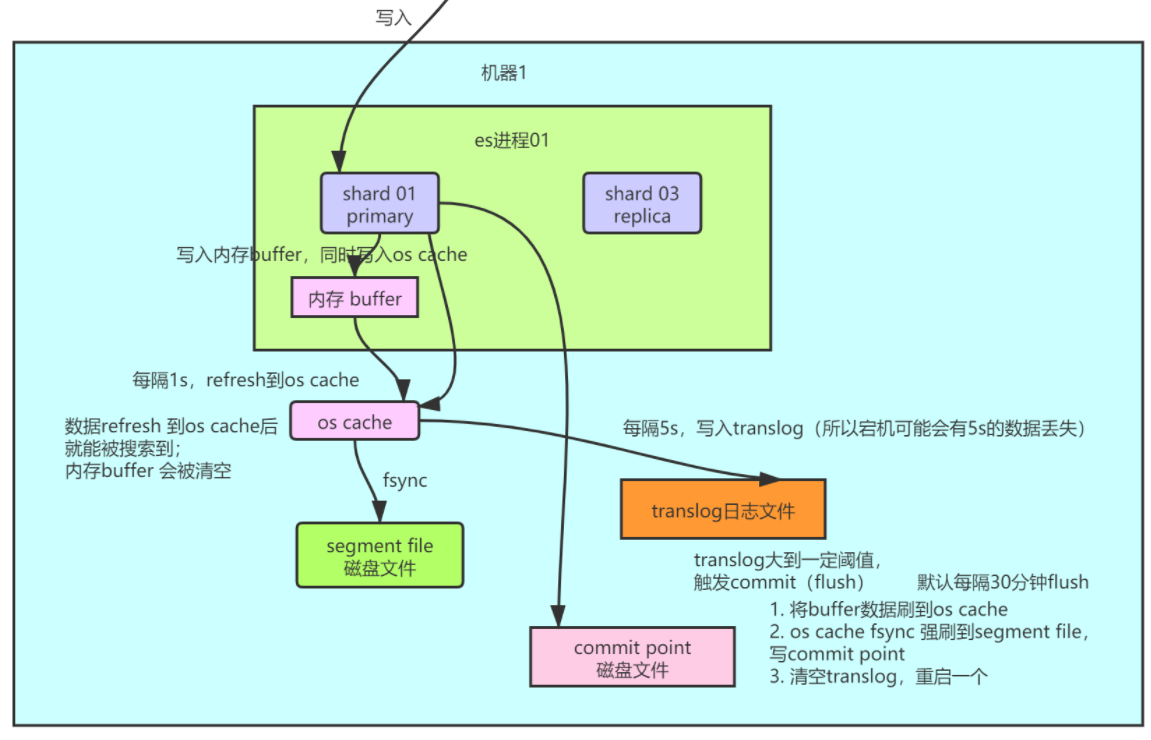 写入
机器1
es进程01
shard 01
primary
shard 03
replica
写入内存buffer，同时写入os cache
内存 buffer
每隔1s，refresh到os cache
os cache
数据refresh 到os cache后
就能被搜索到；
内存buffer 会被清空
每隔5s，写入translog（所以宕机可能会有5s的数据丢失）
fsync
translog日志文件
segment file
磁盘文件
translog大到一定阈值，
触发commit（flush）
默认每隔30分钟flush
1. 将buffer数据刷到os cache
2. os cache fsync 强刷到segment file，
写commit point
3. 清空translog，重启一个
commit point
磁盘文件